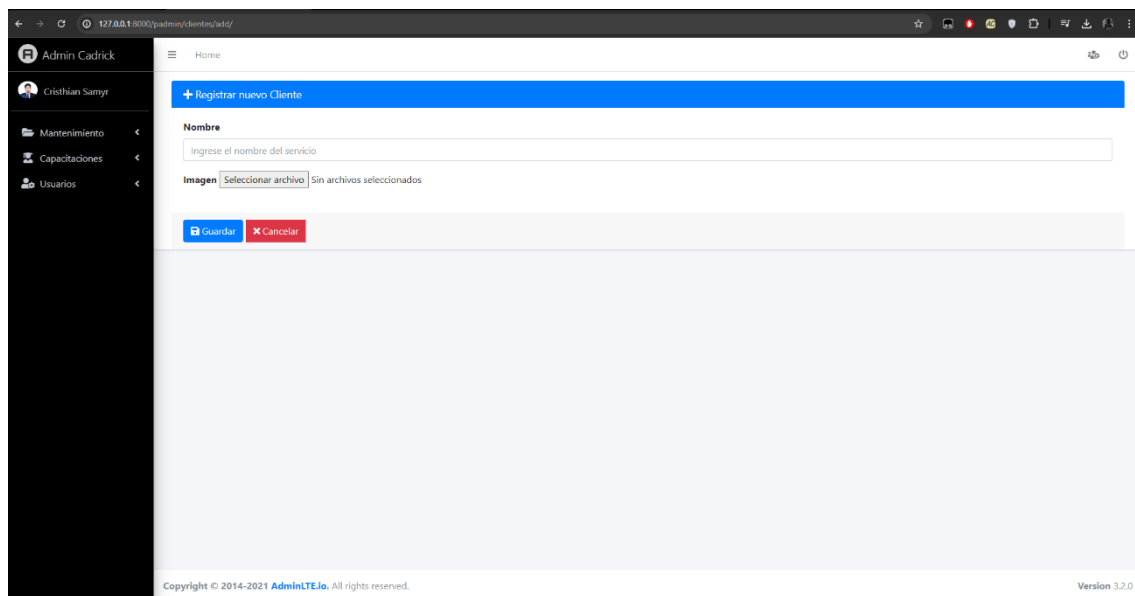 127.0.0.1:8000/padmin/clientes/add/
Admin Cadrick
Home
Cristhian Samyr
Registrar nuevo Cliente
Mantenimiento
Capacitaciones
Usuarios
Nombre
Ingrese el nombre del servicio
Imagen Seleccionar archivo Sin archivos seleccionados
Guardar Cancelar
Copyright © 2014-2021 AdminLTE.io. All rights reserved.
Version 3.2.0